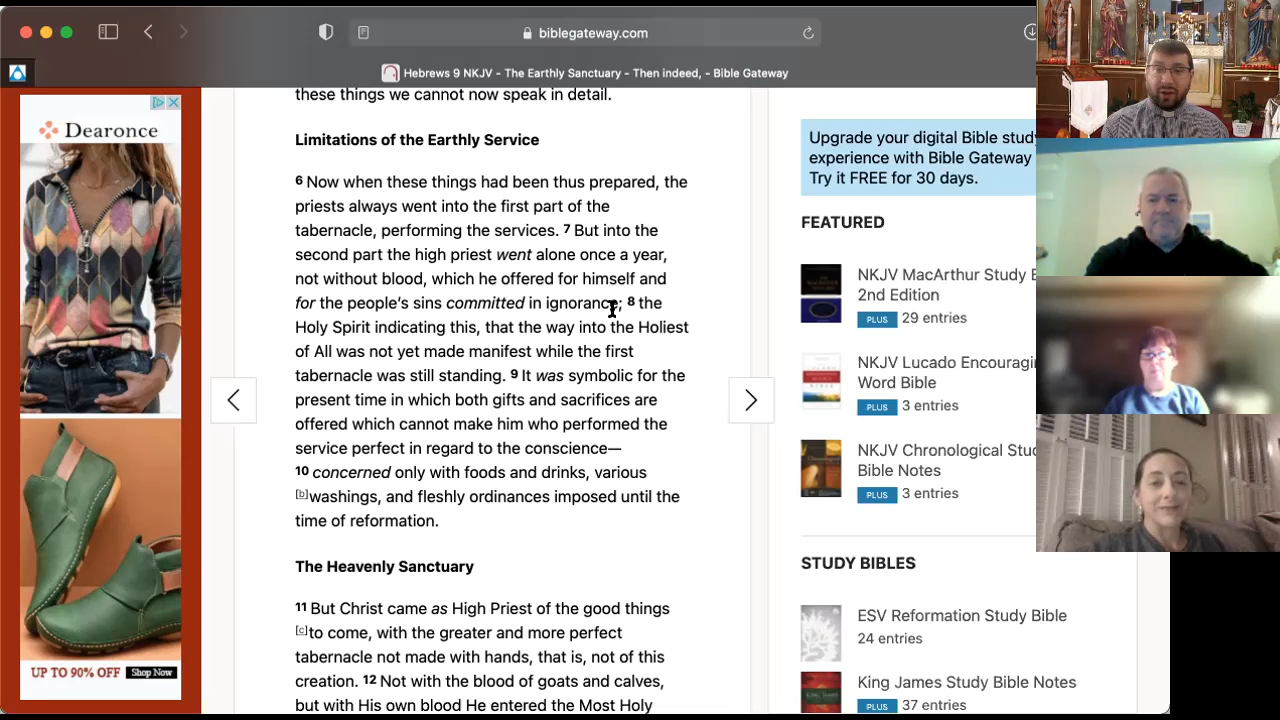 biblegateway.com
Hebrews 9 NKJV - The Earthly Sanctuary - Then indeed, - Bible Gateway
Dearonce
UP TO 90% OFF Shop Now
these things we cannot now speak in detail.
Limitations of the Earthly Service
6 Now when these things had been thus prepared, the
priests always went into the first part of the
tabernacle, performing the services. 7 But into the
second part the high priest went alone once a year,
not without blood, which he offered for himself and
for the people's sins committed in ignorance; 8 the
Holy Spirit indicating this, that the way into the Holiest
of All was not yet made manifest while the first
tabernacle was still standing. 9 It was symbolic for the
present time in which both gifts and sacrifices are
offered which cannot make him who performed the
service perfect in regard to the conscience—
10 concerned only with foods and drinks, various
[b]washings, and fleshly ordinances imposed until the
time of reformation.
The Heavenly Sanctuary
11 But Christ came as High Priest of the good things
[c]to come, with the greater and more perfect
tabernacle not made with hands, that is, not of this
creation. 12 Not with the blood of goats and calves,
but with His own blood He entered the Most Holy
Upgrade your digital Bible study
experience with Bible Gateway
Try it FREE for 30 days.
FEATURED
NKJV MacArthur Study
2nd Edition
PLUS 29 entries
NKJV Lucado
Word Bible
PLUS 3 entries
NKJV Chronological
Bible Notes
PLUS 3 entries
STUDY BIBLES
ESV Reformation Study Bible
24 entries
King James Study Bible Notes
PLUS 37 entries